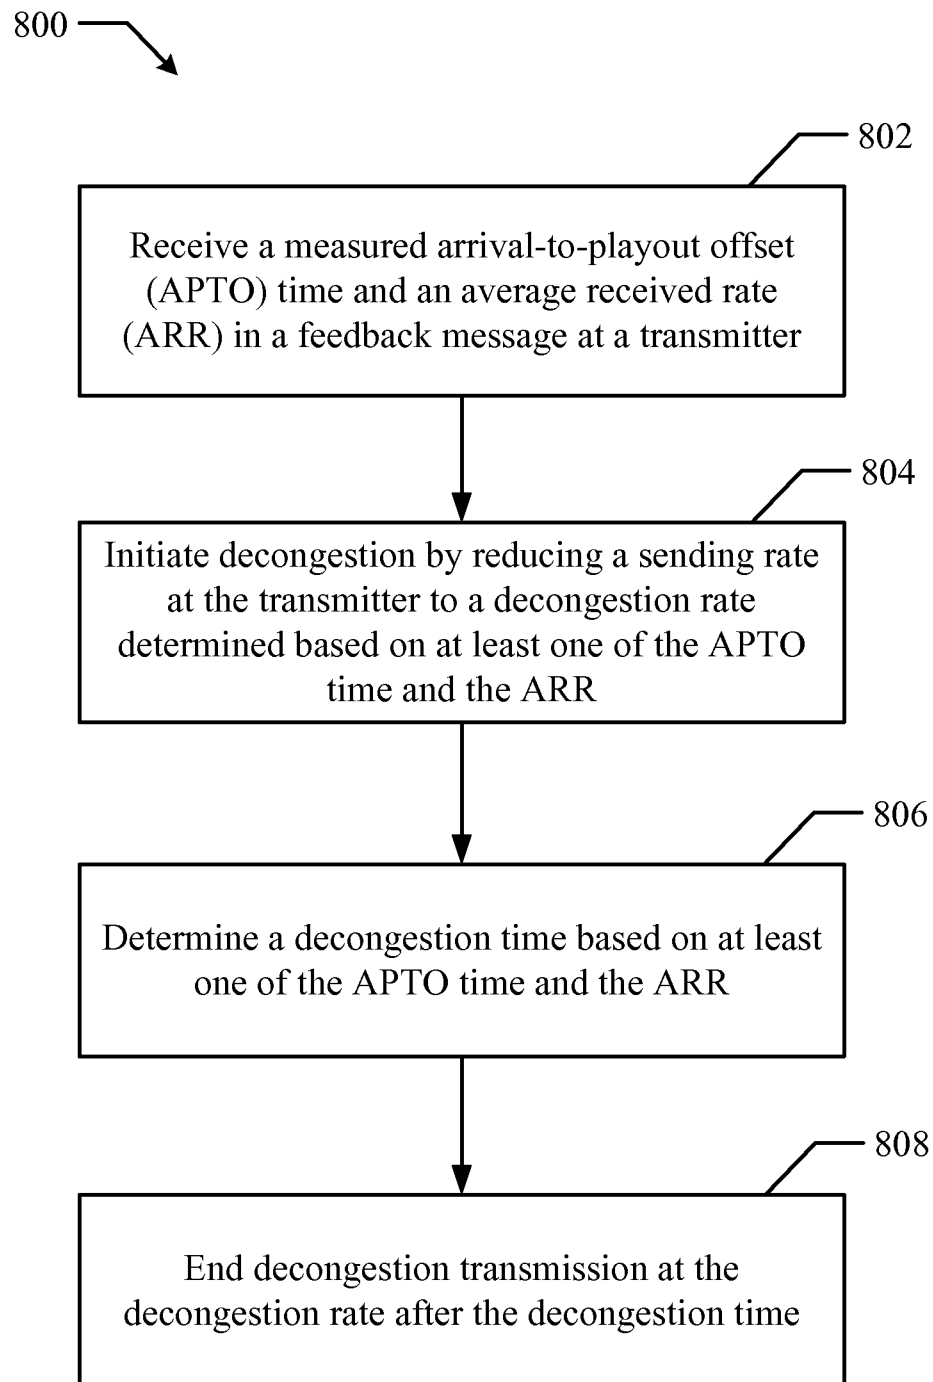 800
802
Receive a measured arrival-to-playout offset
(APTO) time and an average received rate
(ARR) in a feedback message at a transmitter
804
Initiate decongestion by reducing a sending rate
at the transmitter to a decongestion rate
determined based on at least one of the APTO
time and the ARR
806
Determine a decongestion time based on at least
one of the APTO time and the ARR
808
End decongestion transmission at the
decongestion rate after the decongestion time